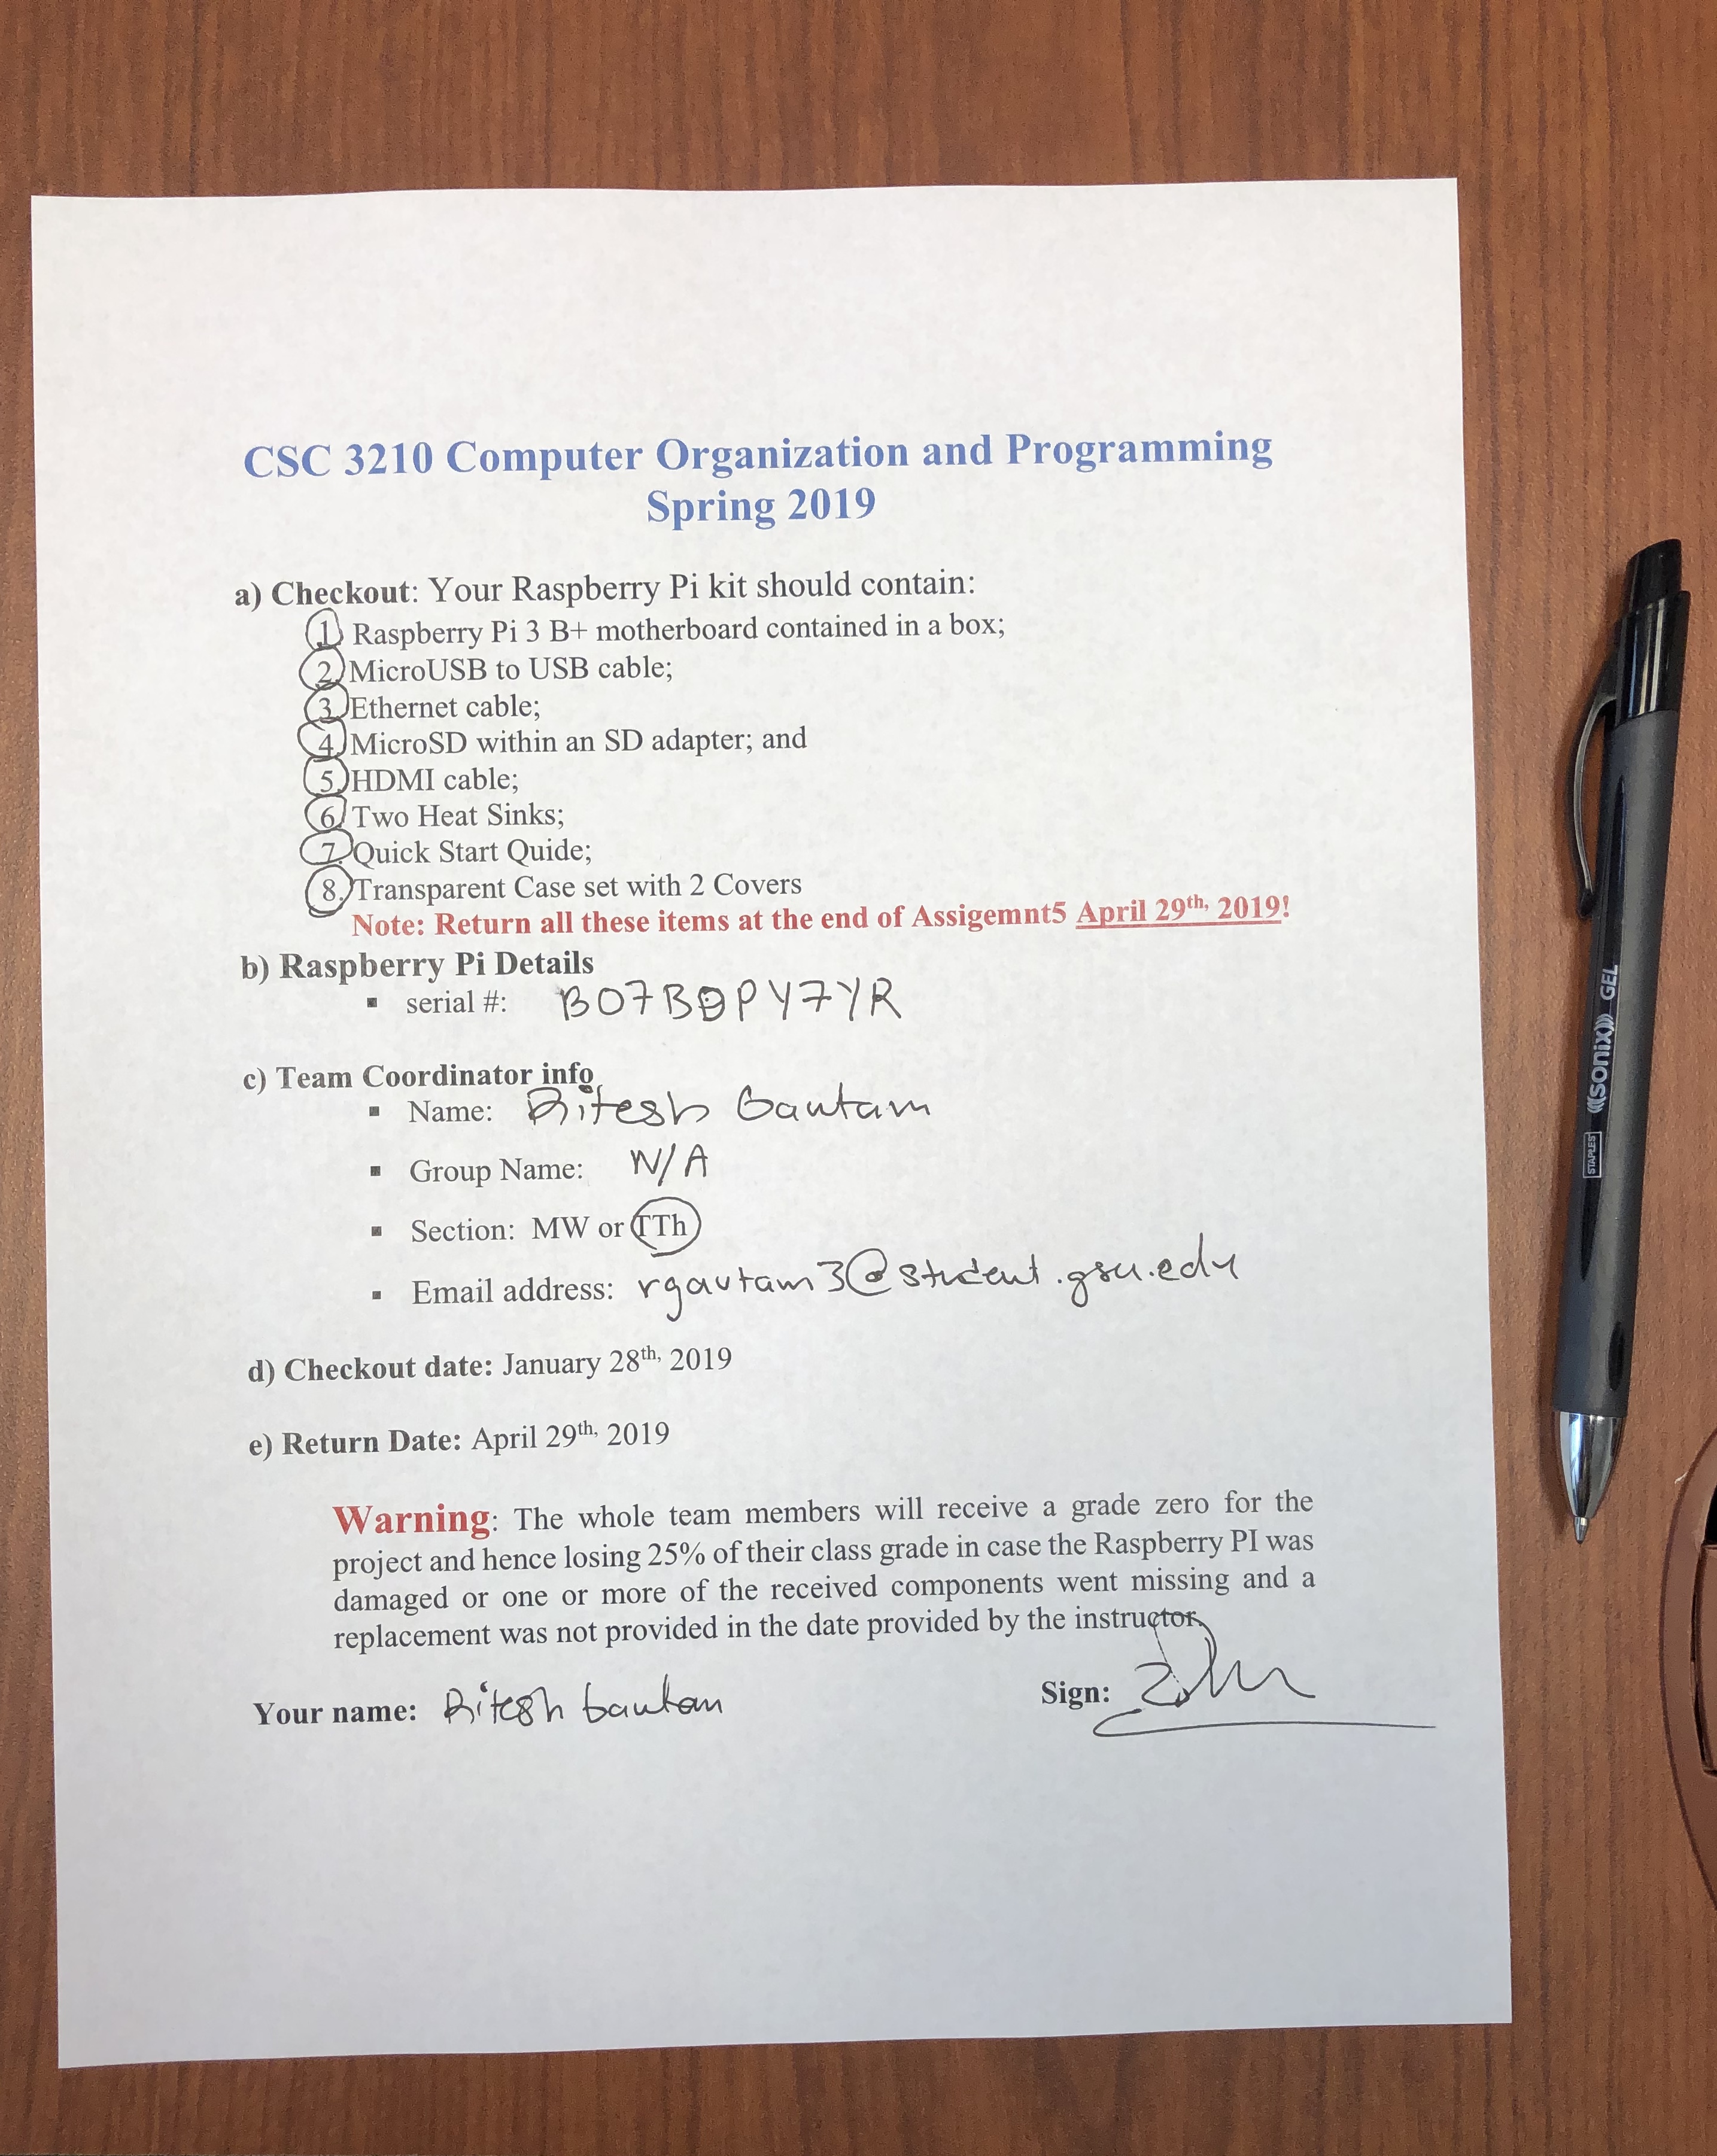 CSC 3210 Computer Organization and Programming
Spring 2019
a) Checkout: Your Raspberry Pi kit should contain:
1. Raspberry Pi 3 B+ motherboard contained in a box;
2. MicroUSB to USB cable;
3. Ethernet cable;
4. MicroSD within an SD adapter; and
5. HDMI cable;
6. Two Heat Sinks;
7. Quick Start Quide;
8. Transparent Case set with 2 Covers
Note: Return all these items at the end of Assigemnt5 April 29th, 2019!
b) Raspberry Pi Details
▪ serial #: B07BDPY7YR
c) Team Coordinator info
▪ Name: Ritesh Gautam
▪ Group Name: N/A
▪ Section: MW or TTh
▪ Email address: rgautam3@student.gsu.edu
d) Checkout date: January 28th, 2019
e) Return Date: April 29th, 2019
Warning: The whole team members will receive a grade zero for the
project and hence losing 25% of their class grade in case the Raspberry PI was
damaged or one or more of the received components went missing and a
replacement was not provided in the date provided by the instructor.
Your name: Ritesh Gautam
Sign:
STAPLES (((sonix))) GEL